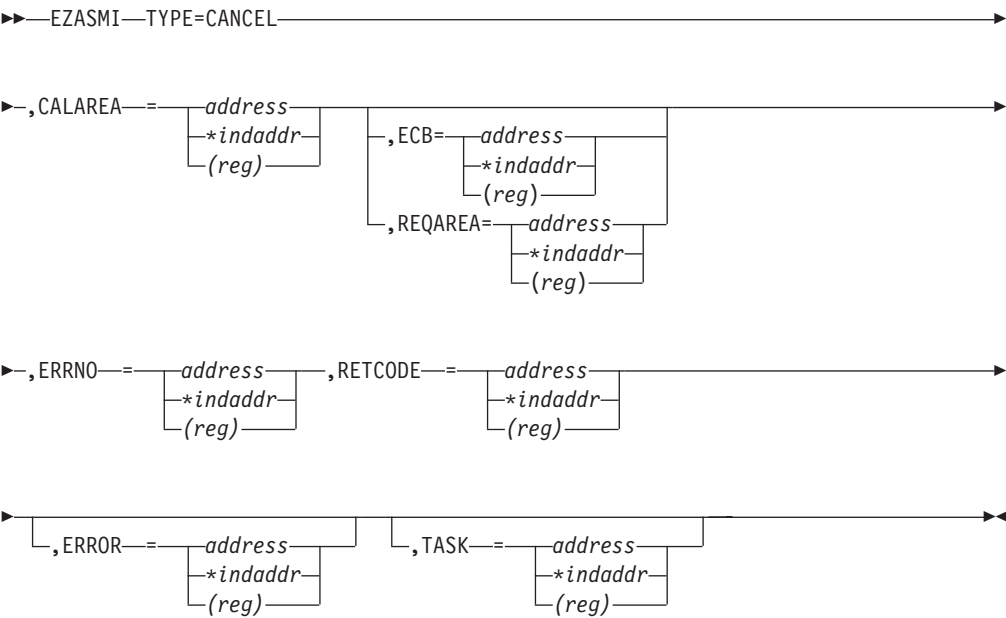 EZASMI TYPE=CANCEL
,CALAREA = address
*indaddr
(reg)
,ECB= address
*indaddr
(reg)
,REQAREA= address
*indaddr
(reg)
,ERRNO = address
*indaddr
(reg)
,RETCODE = address
*indaddr
(reg)
,ERROR = address
*indaddr
(reg)
,TASK = address
*indaddr
(reg)